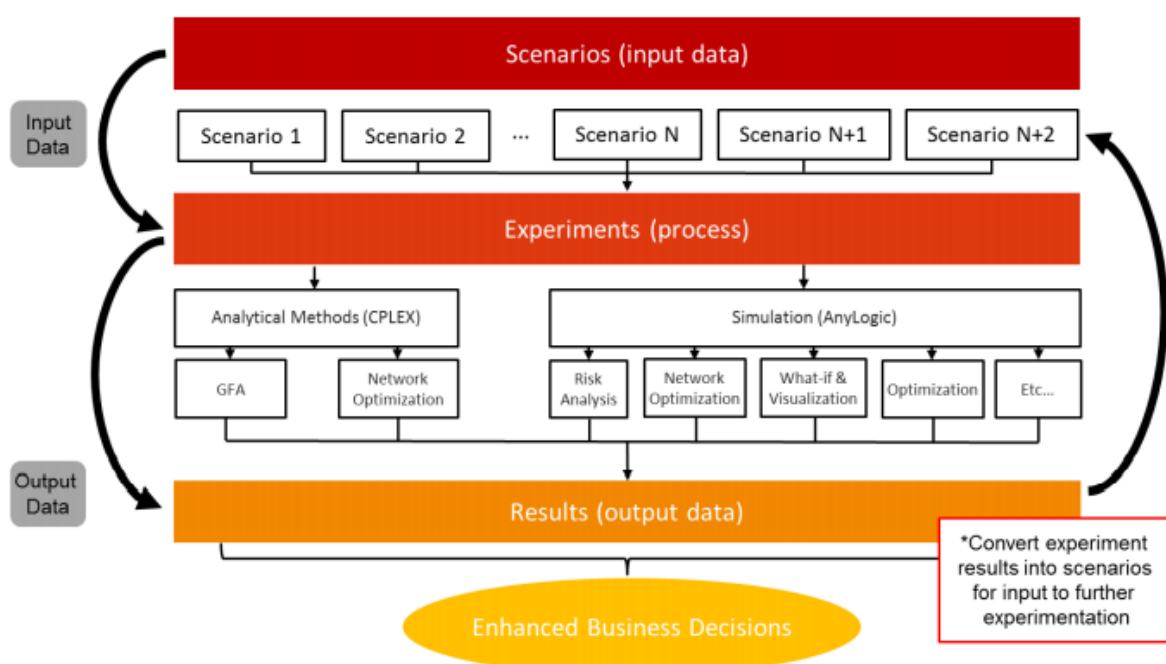 Scenarios (input data)
Input
Data
Scenario 1
Scenario 2
...
Scenario N
Scenario N+1
Scenario N+2
Experiments (process)
Analytical Methods (CPLEX)
Simulation (AnyLogic)
GFA
Network
Optimization
Risk
Analysis
Network
Optimization
What-if &
Visualization
Optimization
Etc...
Output
Data
Results (output data)
*Convert experiment
results into scenarios
for input to further
experimentation
Enhanced Business Decisions